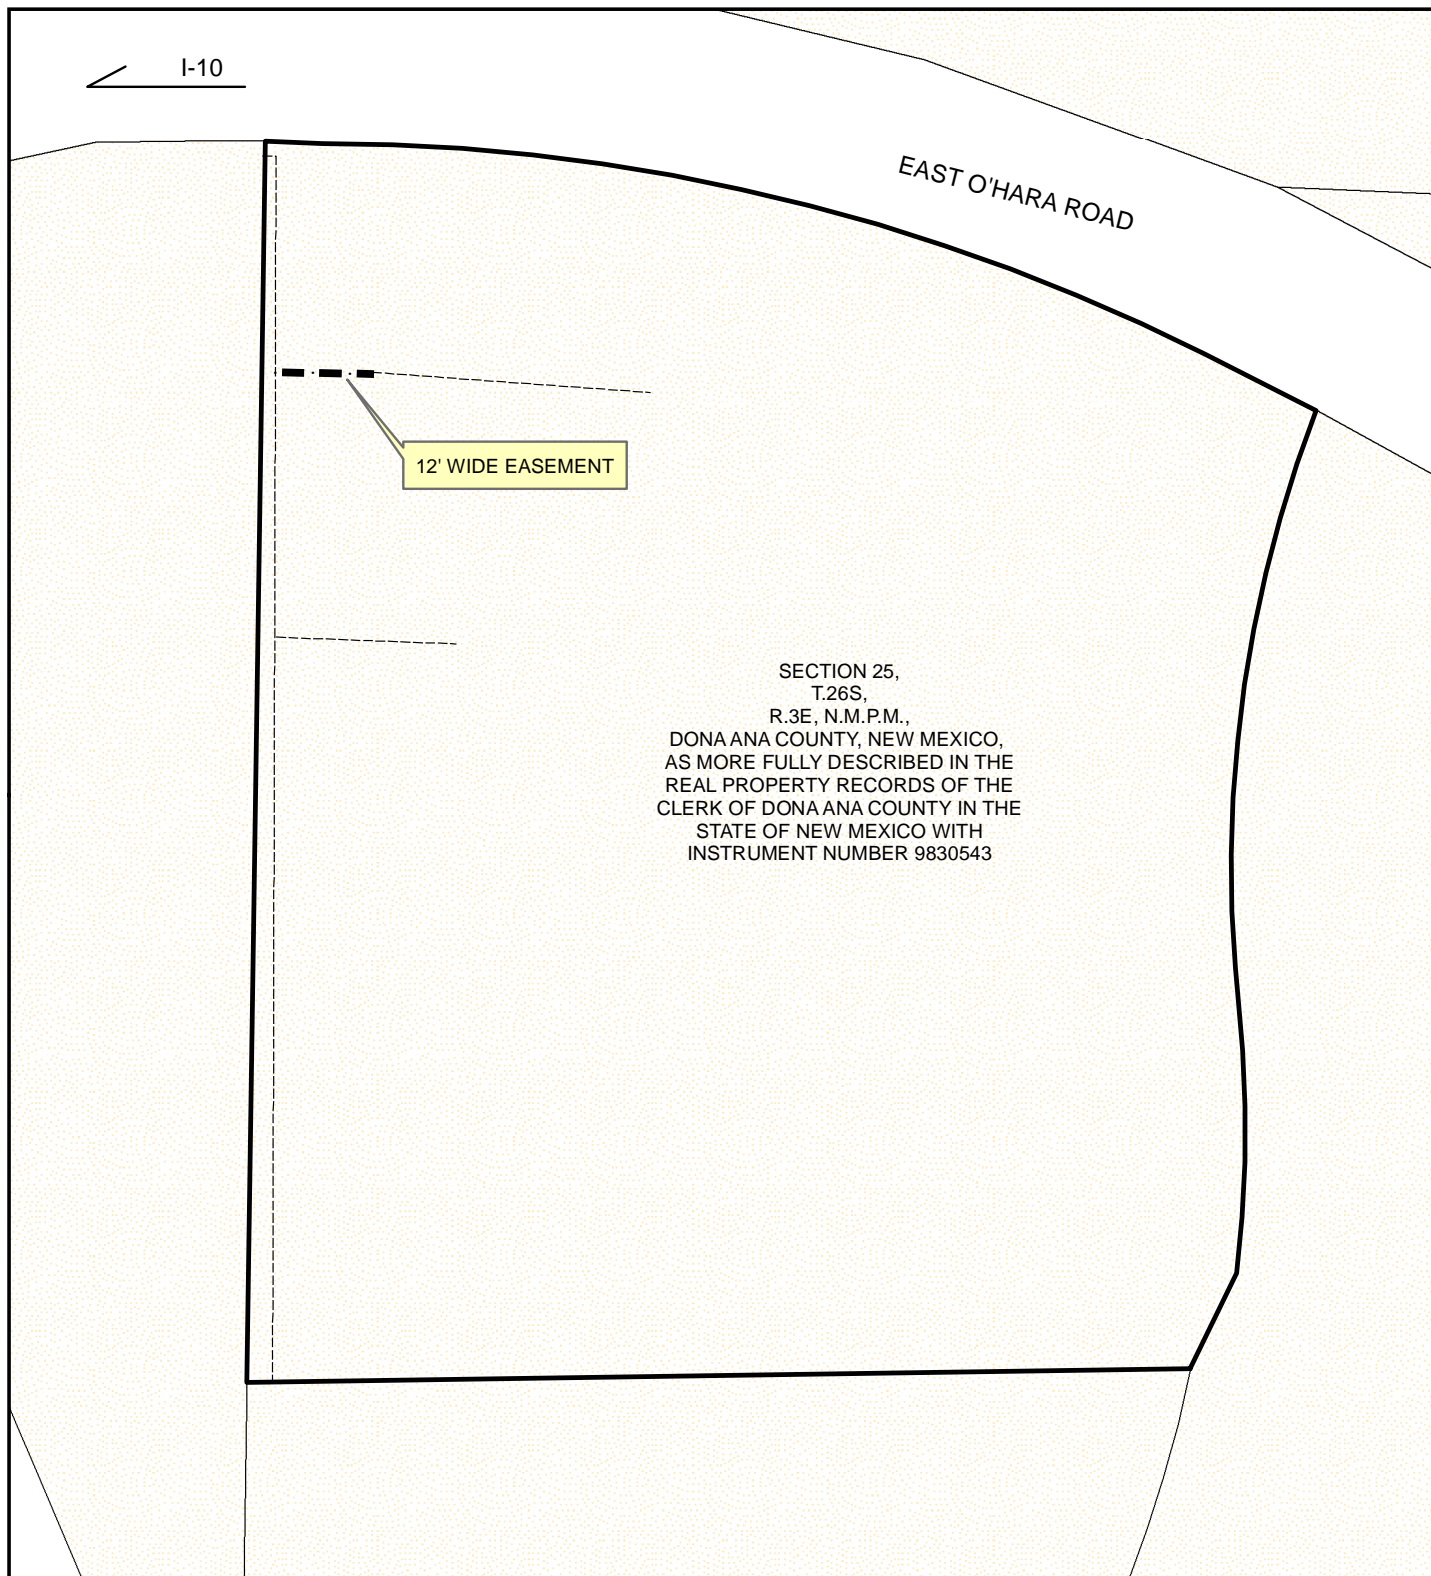 I-10
EAST O'HARA ROAD
12' WIDE EASEMENT
SECTION 25,
T.26S,
R.3E, N.M.P.M.,
DONA ANA COUNTY, NEW MEXICO,
AS MORE FULLY DESCRIBED IN THE
REAL PROPERTY RECORDS OF THE
CLERK OF DONA ANA COUNTY IN THE
STATE OF NEW MEXICO WITH
INSTRUMENT NUMBER 9830543